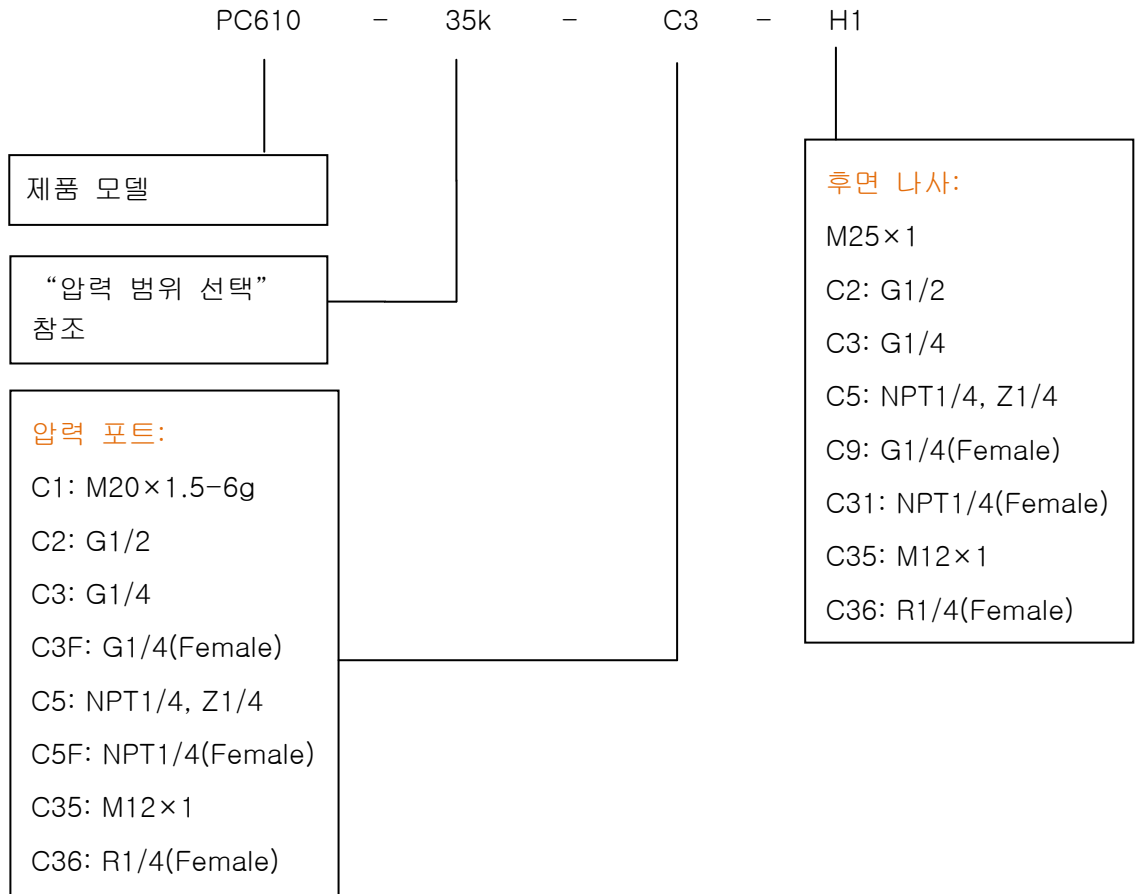 PC610 - 35k - C3 - H1
제품 모델
“압력 범위 선택”
참조
압력 포트:
C1: M20×1.5-6g
C2: G1/2
C3: G1/4
C3F: G1/4(Female)
C5: NPT1/4, Z1/4
C5F: NPT1/4(Female)
C35: M12×1
C36: R1/4(Female)
후면 나사:
M25×1
C2: G1/2
C3: G1/4
C5: NPT1/4, Z1/4
C9: G1/4(Female)
C31: NPT1/4(Female)
C35: M12×1
C36: R1/4(Female)